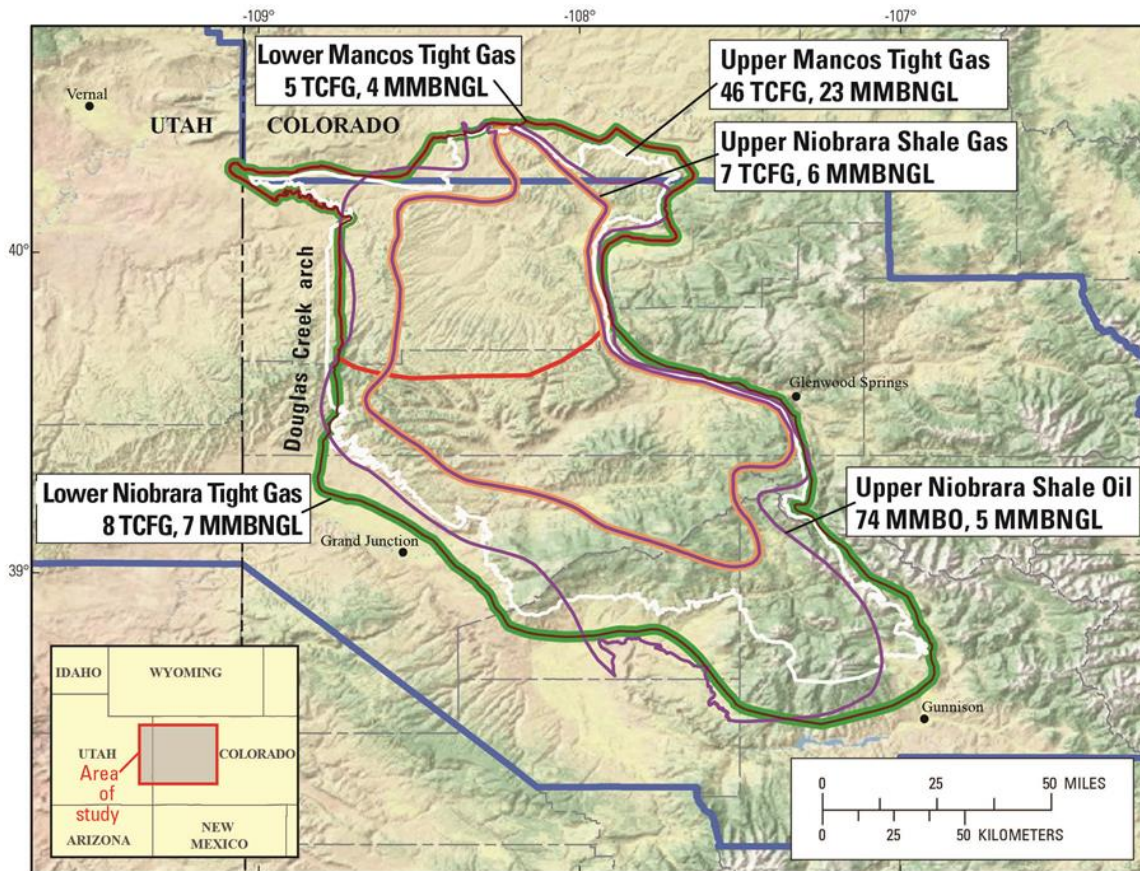 -109°
-108°
-107°
Lower Mancos Tight Gas
5 TCFG, 4 MMBNGL
Upper Mancos Tight Gas
46 TCFG, 23 MMBNGL
Vernal
UTAH
COLORADO
Upper Niobrara Shale Gas
7 TCFG, 6 MMBNGL
40°
Douglas Creek arch
Glenwood Springs
Lower Niobrara Tight Gas
8 TCFG, 7 MMBNGL
Upper Niobrara Shale Oil
74 MMBO, 5 MMBNGL
Grand Junction
39°
IDAHO
WYOMING
UTAH
COLORADO
Area
of
study
ARIZONA
NEW
MEXICO
Gunnison
0 25 50 MILES
0 25 50 KILOMETERS